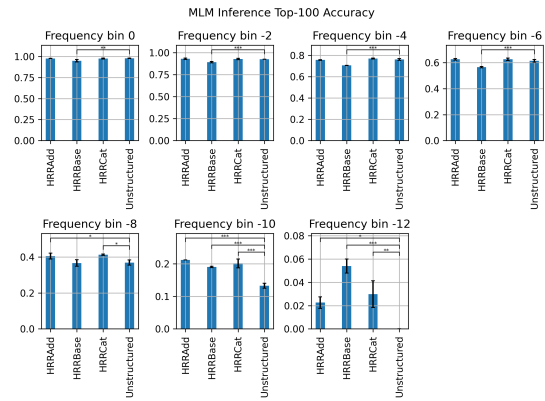 MLM Inference Top-100 Accuracy
Frequency bin 0
Frequency bin -2
Frequency bin -4
Frequency bin -6
1.00
0.75
0.50
0.25
0.00
**
HRRAdd
HRRBase
HRRCat
Unstructured
1.00
0.75
0.50
0.25
0.00
***
HRRAdd
HRRBase
HRRCat
Unstructured
0.8
0.6
0.4
0.2
0.0
***
HRRAdd
HRRBase
HRRCat
Unstructured
0.6
0.4
0.2
0.0
***
HRRAdd
HRRBase
HRRCat
Unstructured
Frequency bin -8
Frequency bin -10
Frequency bin -12
0.4
0.2
0.0
*
*
HRRAdd
HRRBase
HRRCat
Unstructured
0.2
0.1
0.0
***
***
***
HRRAdd
HRRBase
HRRCat
Unstructured
0.08
0.06
0.04
0.02
0.00
*
***
**
HRRAdd
HRRBase
HRRCat
Unstructured